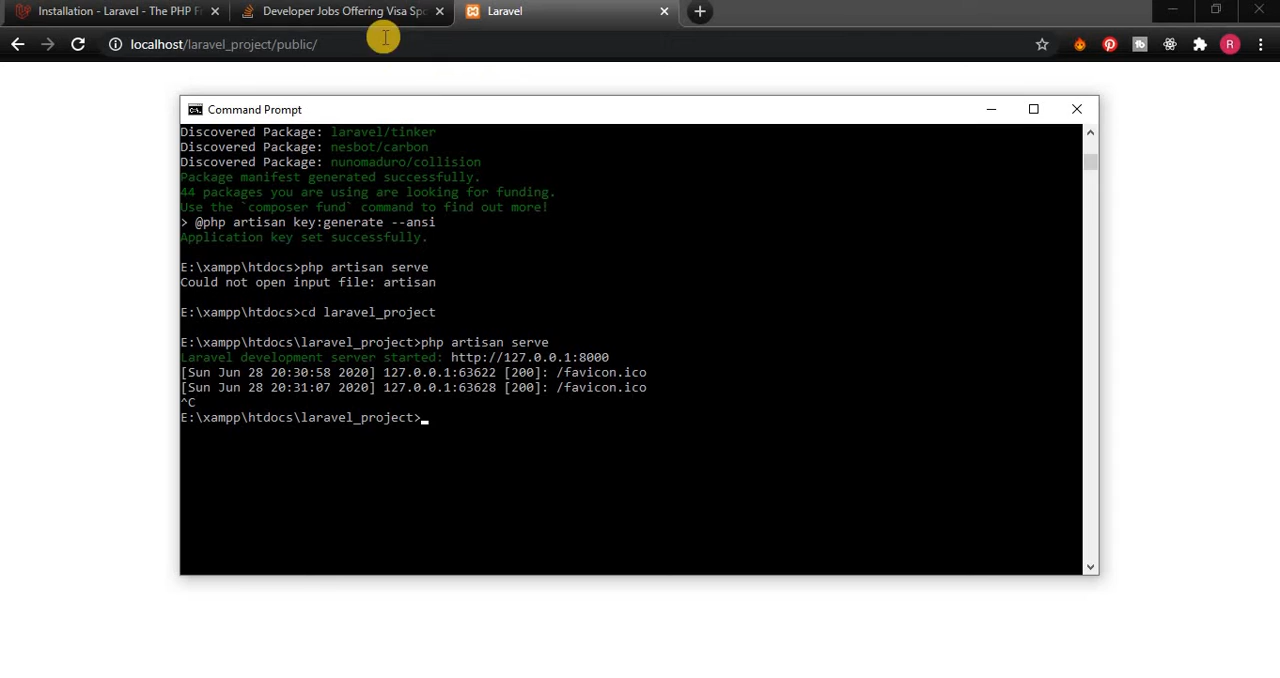 Installation - Laravel - The PHP Fr
Developer Jobs Offering Visa Spo
Laravel
localhost/laravel_project/public/
R
Command Prompt
Discovered Package: laravel/tinker
Discovered Package: nesbot/carbon
Discovered Package: nunomaduro/collision
Package manifest generated successfully.
44 packages you are using are looking for funding.
Use the `composer fund` command to find out more!
> @php artisan key:generate --ansi
Application key set successfully.
E:\xampp\htdocs>php artisan serve
Could not open input file: artisan
E:\xampp\htdocs>cd laravel_project
E:\xampp\htdocs\laravel_project>php artisan serve
Laravel development server started: http://127.0.0.1:8000
[Sun Jun 28 20:30:58 2020] 127.0.0.1:63622 [200]: /favicon.ico
[Sun Jun 28 20:31:07 2020] 127.0.0.1:63628 [200]: /favicon.ico
^C
E:\xampp\htdocs\laravel_project>